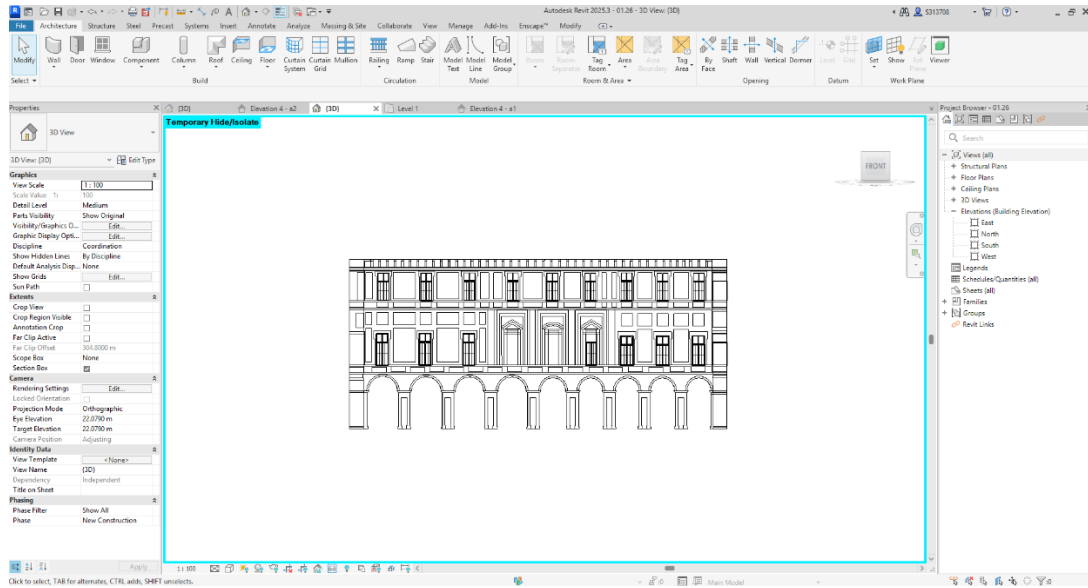 Autodesk Revit 2025.3 - 01.26 - 3D View: {3D}
S313708
File Architecture Structure Steel Precast Systems Insert Annotate Analyze Massing & Site Collaborate View Manage Add-Ins Enscape™ Modify
Modify Wall Door Window Component Column Roof Ceiling Floor Curtain System Curtain Grid Mullion Railing Ramp Stair Model Text Model Line Model Group Room Room Separator Tag Room Area Area Boundary Tag Area By Face Shaft Wall Vertical Dormer Level Grid Set Show Ref Plane Viewer
Select Build Circulation Model Room & Area Opening Datum Work Plane
Properties
{3D} Elevation 4 - a2 {3D} Level 1 Elevation 4 - a1
Project Browser - 01.26
Temporary Hide/Isolate
FRONT
3D View
3D View: {3D} Edit Type
Graphics
View Scale 1 : 100
Scale Value 1: 100
Detail Level Medium
Parts Visibility Show Original
Visibility/Graphics O... Edit...
Graphic Display Opti... Edit...
Discipline Coordination
Show Hidden Lines By Discipline
Default Analysis Disp... None
Show Grids Edit...
Sun Path
Extents
Crop View
Crop Region Visible
Annotation Crop
Far Clip Active
Far Clip Offset 304.8000 m
Scope Box None
Section Box
Camera
Rendering Settings Edit...
Locked Orientation
Projection Mode Orthographic
Eye Elevation 22.0790 m
Target Elevation 22.0790 m
Camera Position Adjusting
Identity Data
View Template <None>
View Name {3D}
Dependency Independent
Title on Sheet
Phasing
Phase Filter Show All
Phase New Construction
Search
Views (all)
Structural Plans
Floor Plans
Ceiling Plans
3D Views
Elevations (Building Elevation)
East
North
South
West
Legends
Schedules/Quantities (all)
Sheets (all)
Families
Groups
Revit Links
Apply
1 : 100
Click to select, TAB for alternates, CTRL adds, SHIFT unselects.
:0 Main Model :0